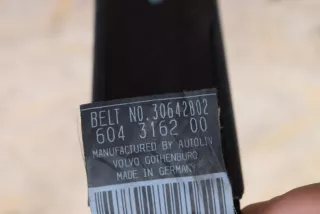 BELT NO.30642802
604 3162 00
MANUFACTURED BY AUTOLIV
VOLVO GOTHENBURG
MADE IN GERMANY